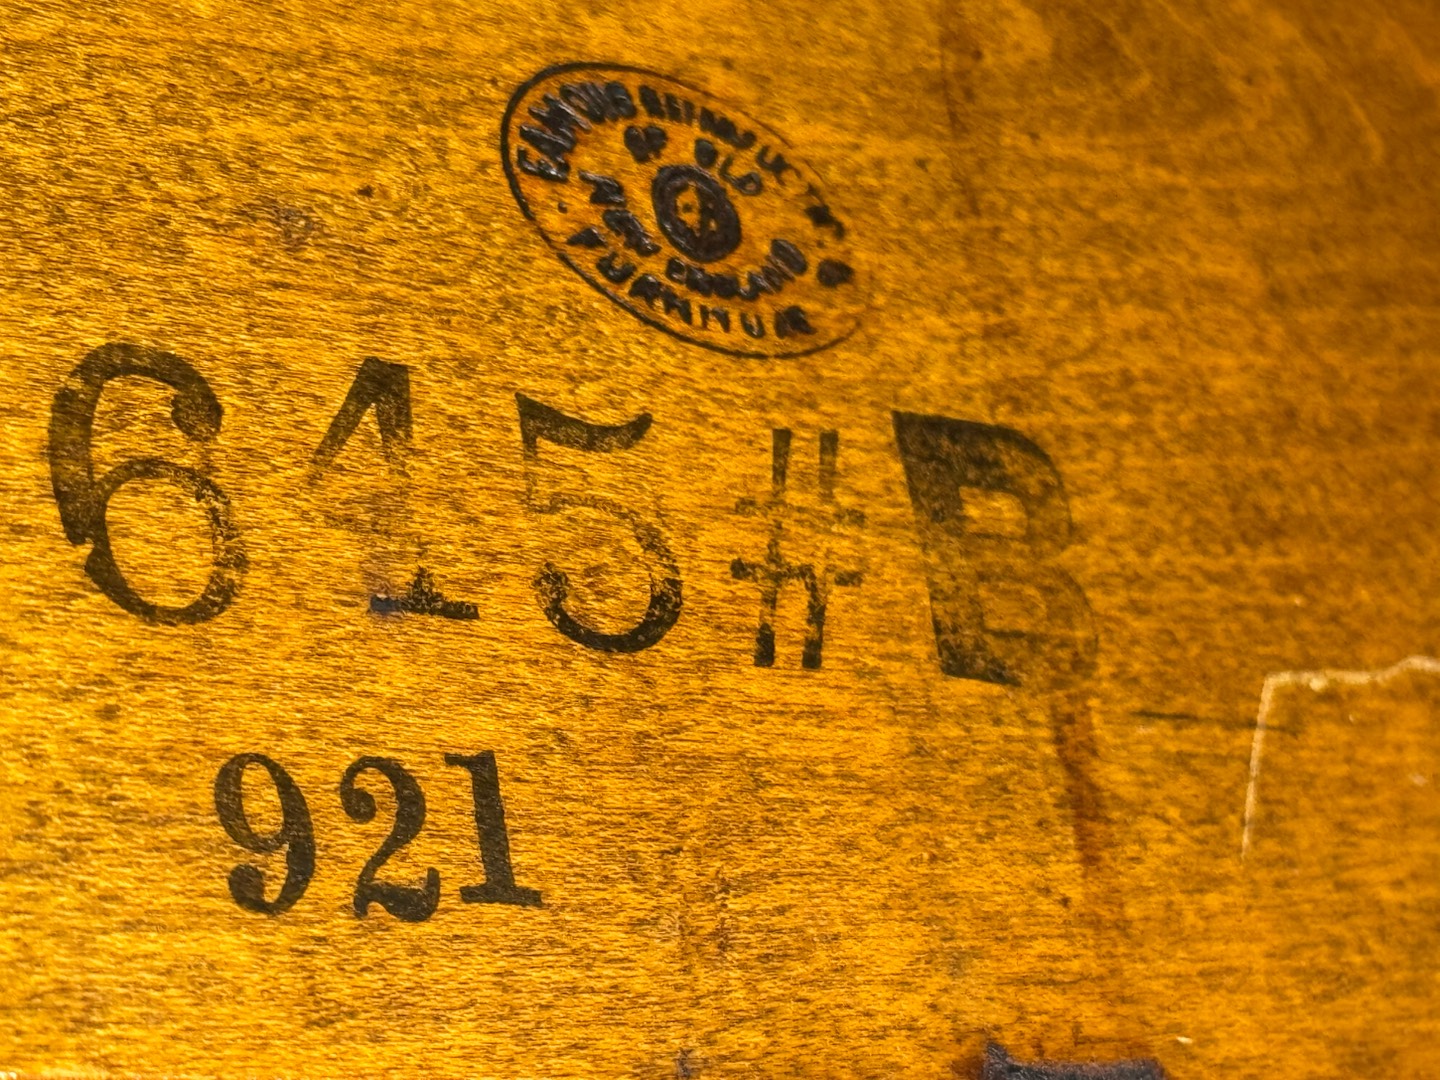 FAMOUS REPRODUCTIONS
OF OLD
NEW ENGLAND
FURNITURE
615#B
921